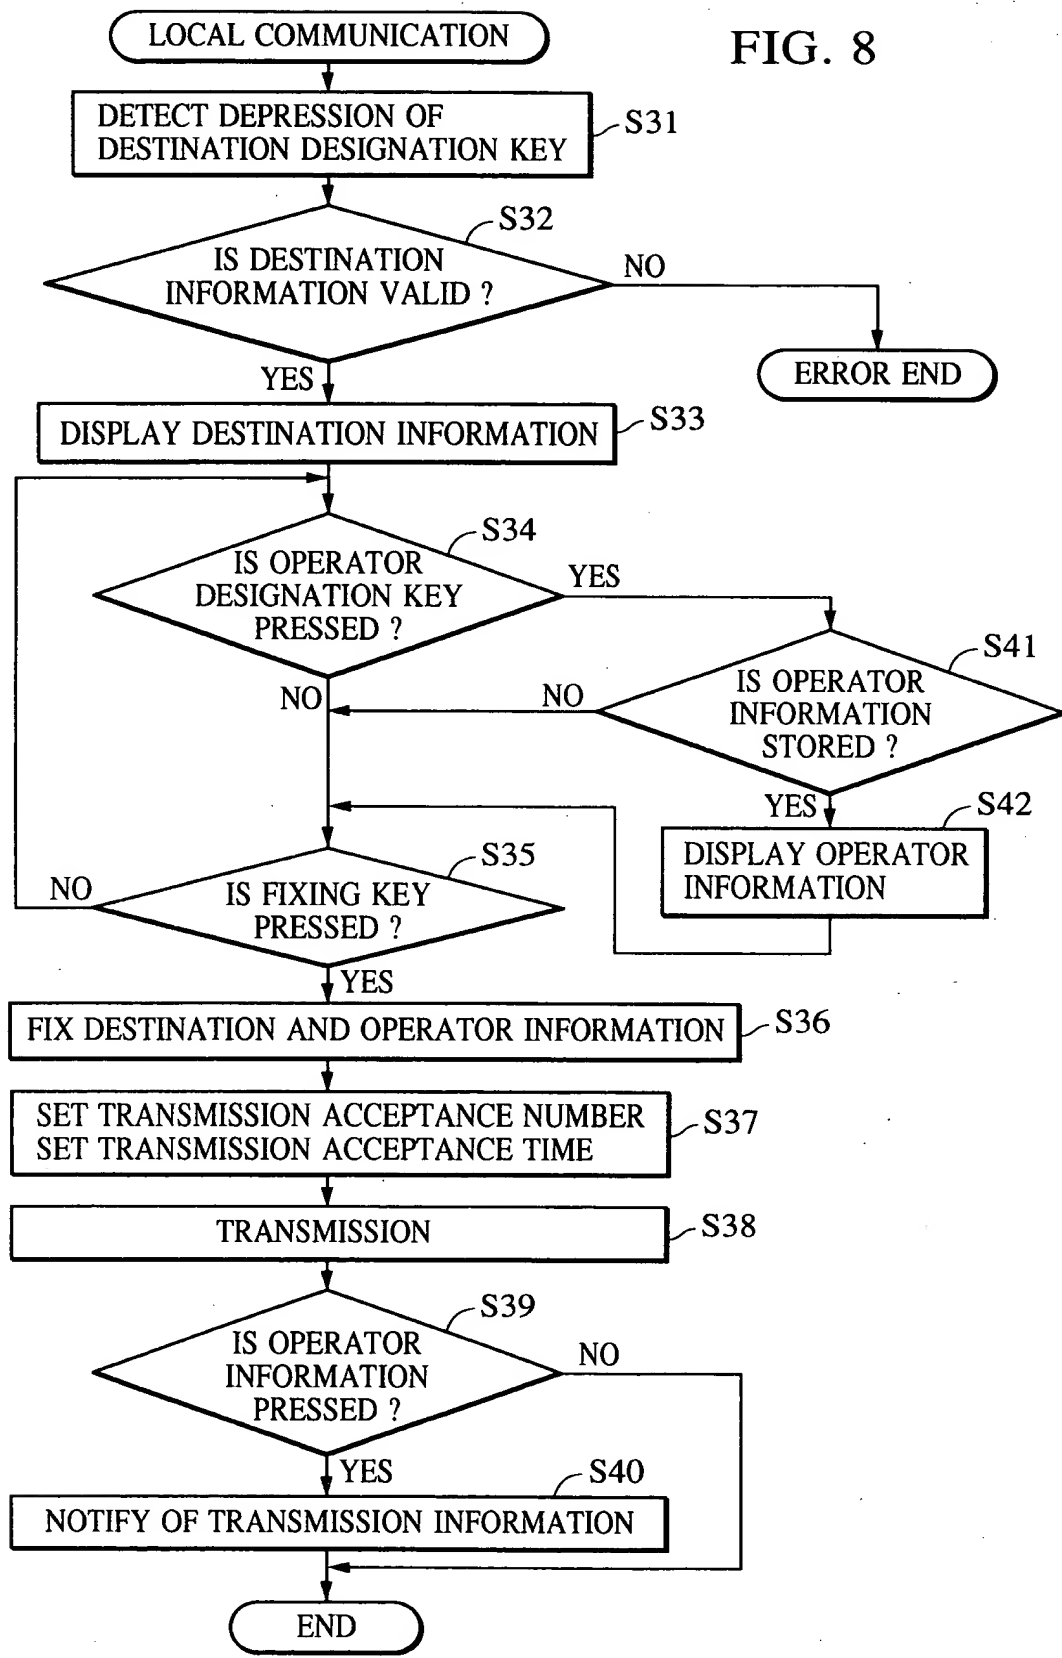 LOCAL COMMUNICATION
FIG. 8
DETECT DEPRESSION OF
DESTINATION DESIGNATION KEY
S31
S32
IS DESTINATION
INFORMATION VALID ?
NO
YES
ERROR END
DISPLAY DESTINATION INFORMATION
S33
S34
IS OPERATOR
DESIGNATION KEY
PRESSED ?
YES
NO
S41
IS OPERATOR
INFORMATION
STORED ?
NO
YES
S42
DISPLAY OPERATOR
INFORMATION
S35
IS FIXING KEY
PRESSED ?
NO
YES
FIX DESTINATION AND OPERATOR INFORMATION
S36
SET TRANSMISSION ACCEPTANCE NUMBER
SET TRANSMISSION ACCEPTANCE TIME
S37
TRANSMISSION
S38
S39
IS OPERATOR
INFORMATION
PRESSED ?
NO
YES
S40
NOTIFY OF TRANSMISSION INFORMATION
END